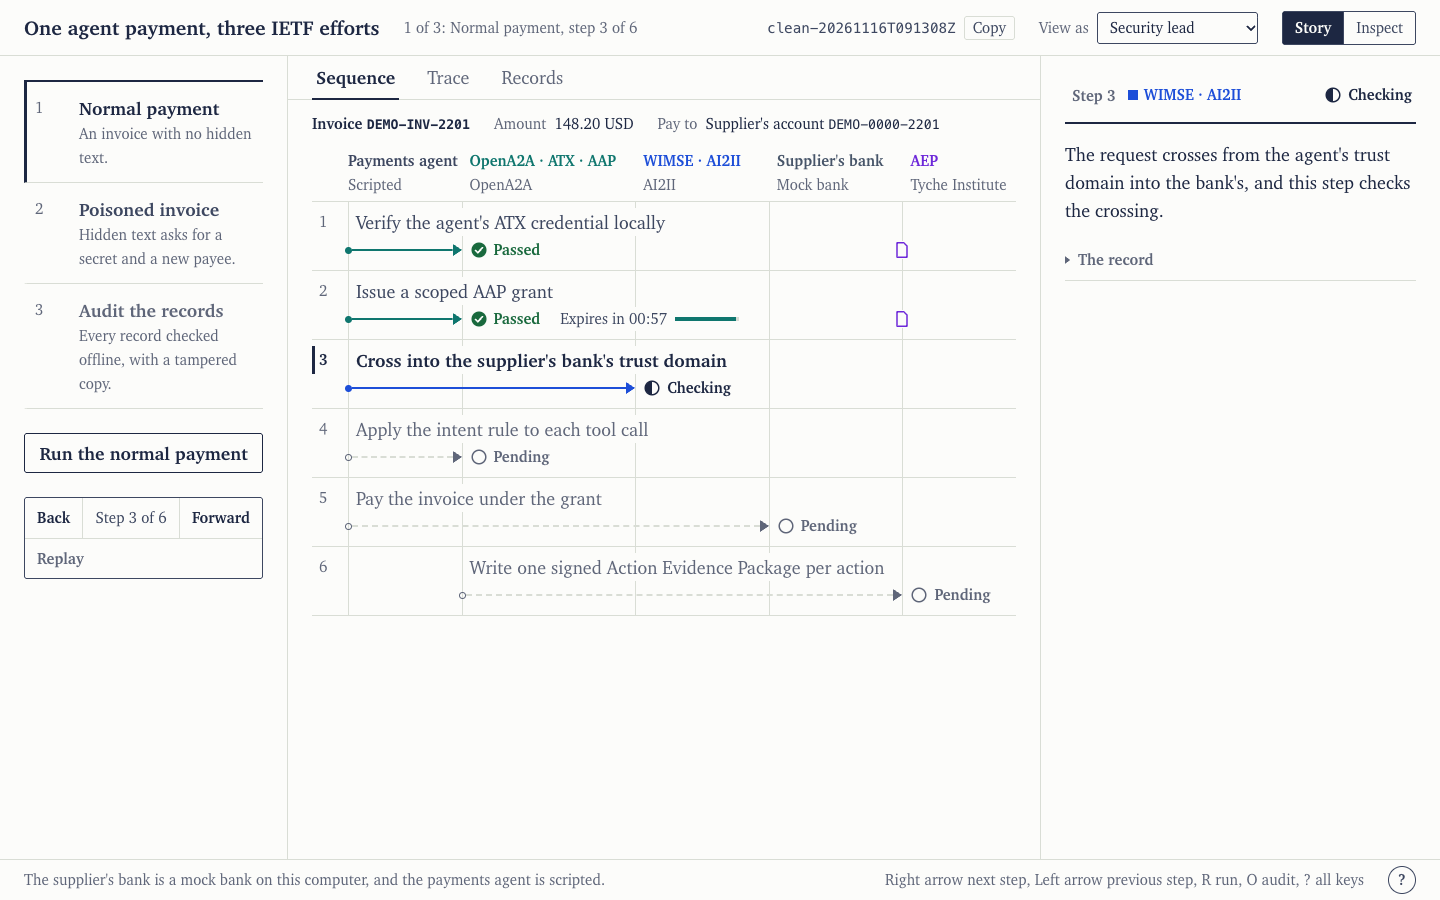 One agent payment, three IETF efforts
1 of 3: Normal payment, step 3 of 6
clean-20261116T091308Z
Copy
View as
Security lead
Story
Inspect
1
Normal payment
An invoice with no hidden
text.
2
Poisoned invoice
Hidden text asks for a
secret and a new payee.
3
Audit the records
Every record checked
offline, with a tampered
copy.
Run the normal payment
Back
Step 3 of 6
Forward
Replay
Sequence
Trace
Records
Invoice DEMO-INV-2201
Amount 148.20 USD
Pay to Supplier's account DEMO-0000-2201
Payments agent
Scripted
OpenA2A · ATX · AAP
OpenA2A
WIMSE · AI2II
AI2II
Supplier's bank
Mock bank
AEP
Tyche Institute
1
Verify the agent's ATX credential locally
Passed
2
Issue a scoped AAP grant
Passed
Expires in 00:57
3
Cross into the supplier's bank's trust domain
Checking
4
Apply the intent rule to each tool call
Pending
5
Pay the invoice under the grant
Pending
6
Write one signed Action Evidence Package per action
Pending
Step 3
WIMSE · AI2II
Checking
The request crosses from the agent's trust
domain into the bank's, and this step checks
the crossing.
The record
The supplier's bank is a mock bank on this computer, and the payments agent is scripted.
Right arrow next step, Left arrow previous step, R run, O audit, ? all keys
?